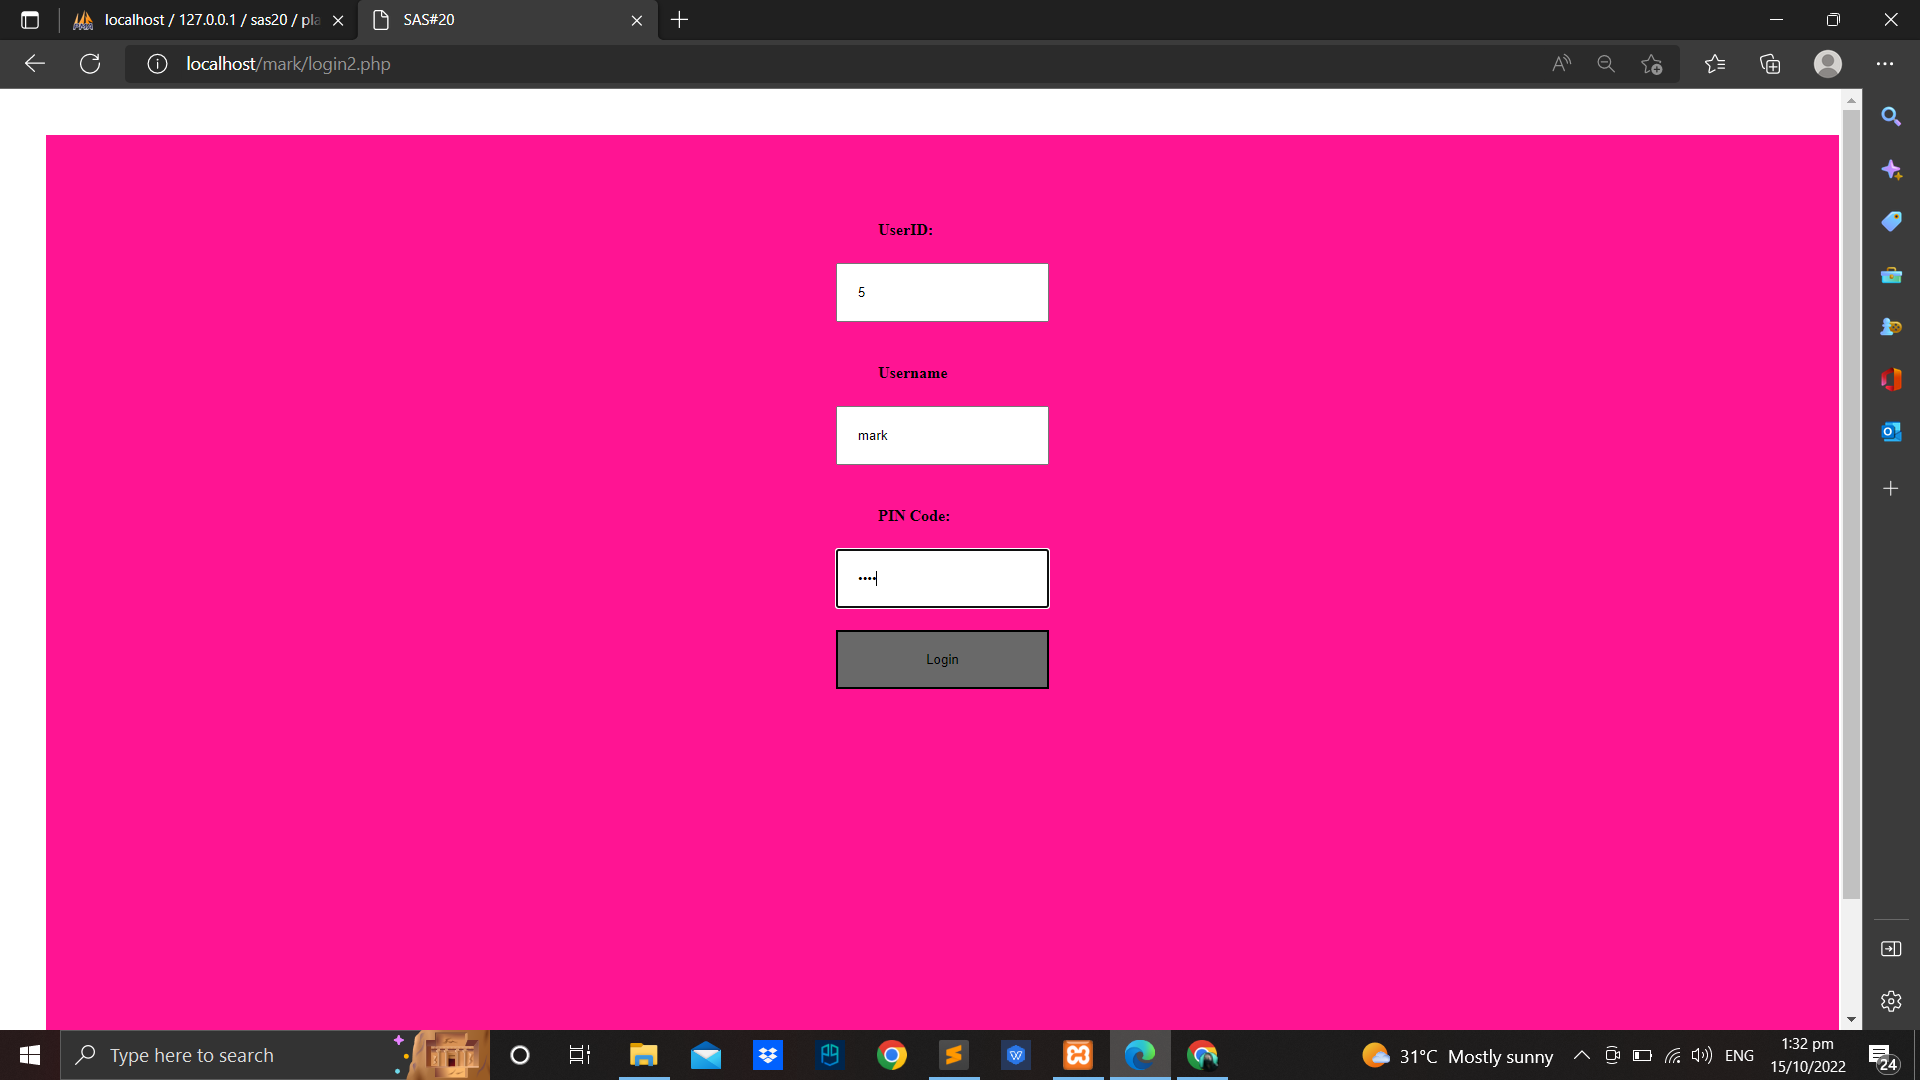 localhost / 127.0.0.1 / sas20 / pla
SAS#20
localhost/mark/login2.php
UserID:
5
Username
mark
PIN Code:
••••
Login
Type here to search
31°C Mostly sunny
ENG
1:32 pm
15/10/2022
24